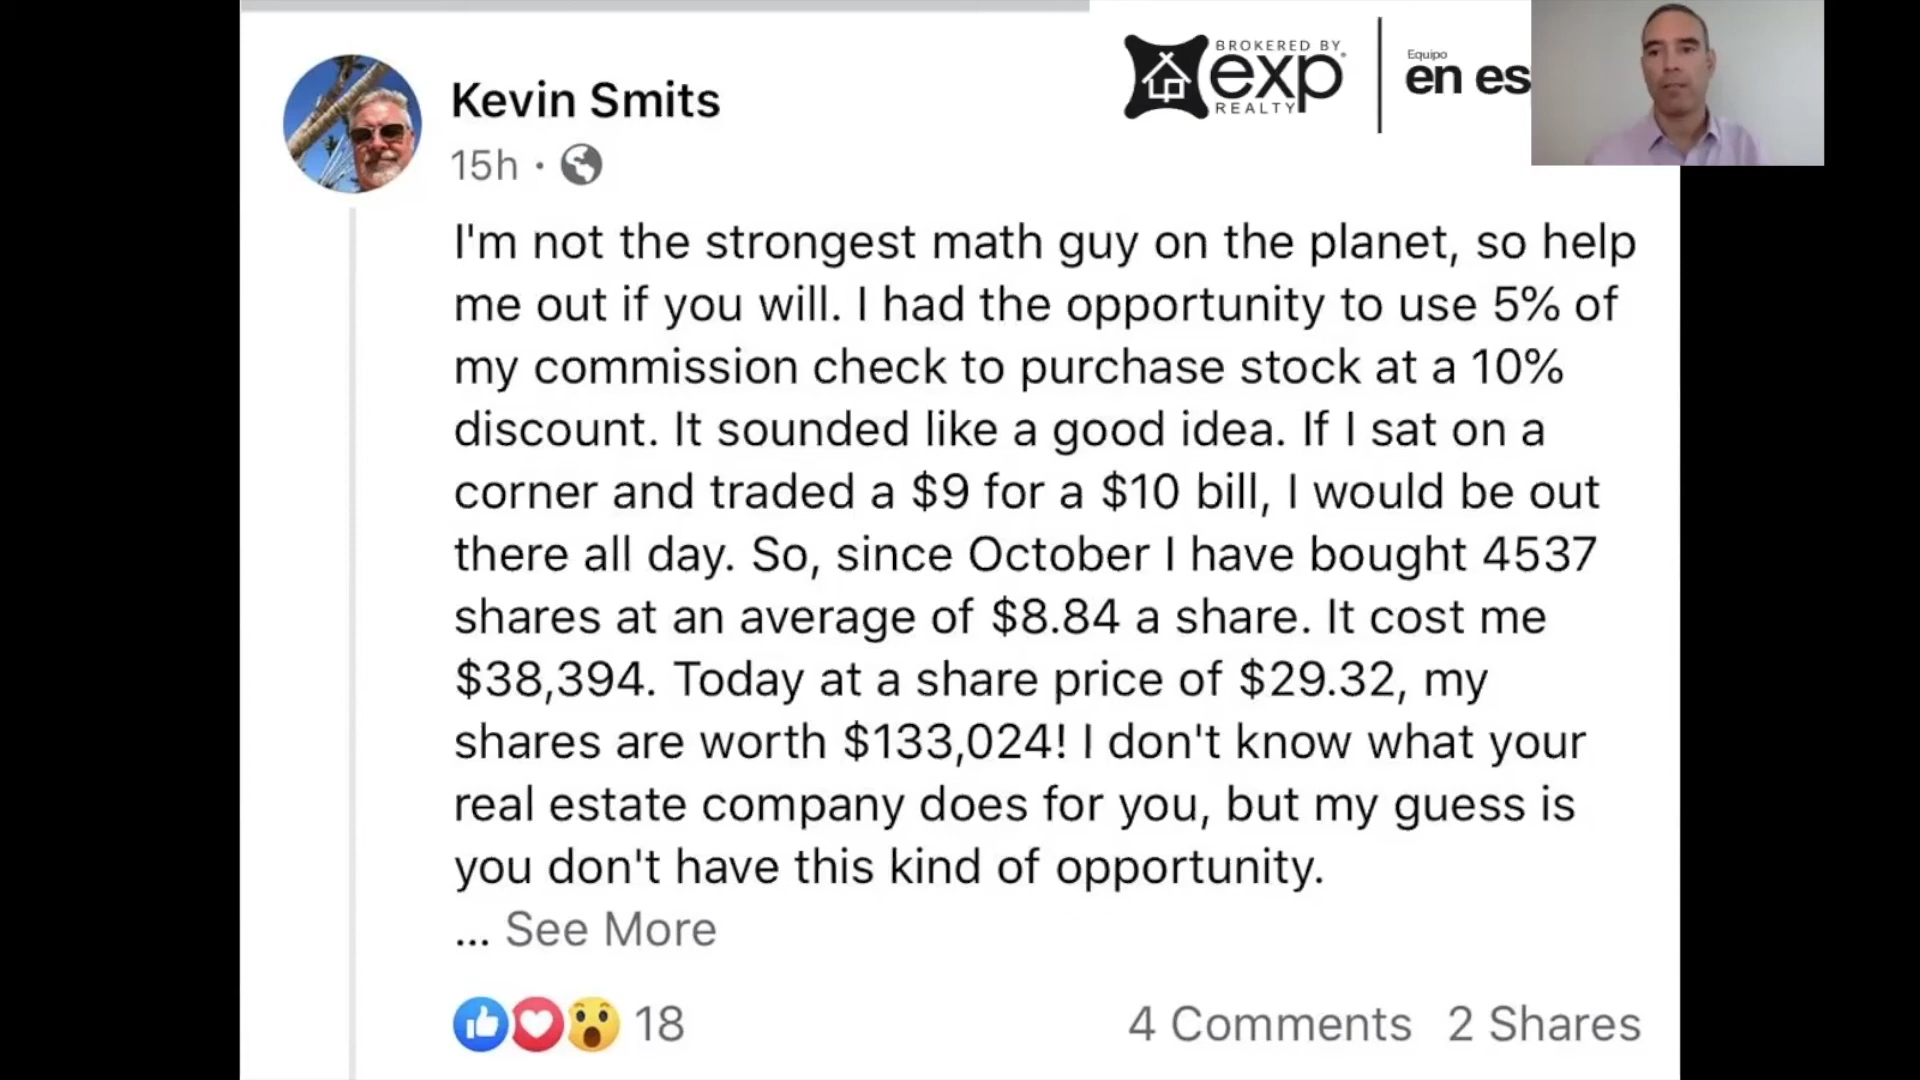 Kevin Smits
15h ·
BROKERED BY
exp
REALTY
Equipo
en es
I'm not the strongest math guy on the planet, so help
me out if you will. I had the opportunity to use 5% of
my commission check to purchase stock at a 10%
discount. It sounded like a good idea. If I sat on a
corner and traded a $9 for a $10 bill, I would be out
there all day. So, since October I have bought 4537
shares at an average of $8.84 a share. It cost me
$38,394. Today at a share price of $29.32, my
shares are worth $133,024! I don't know what your
real estate company does for you, but my guess is
you don't have this kind of opportunity.
... See More
18
4 Comments 2 Shares